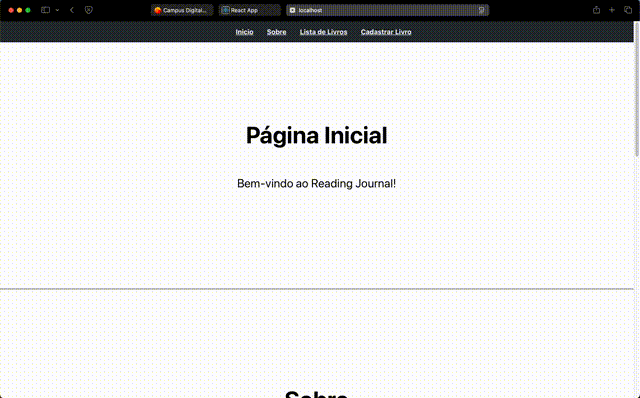 Campus Digital...
React App
localhost
Início Sobre Lista de Livros Cadastrar Livro
Página Inicial
Bem-vindo ao Reading Journal!
Sobre